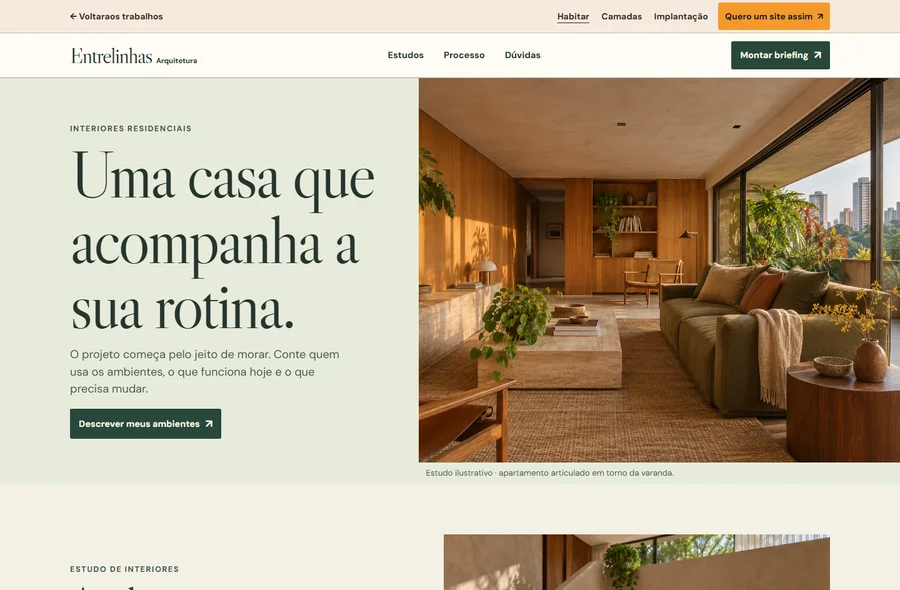 ← Voltaraos trabalhos
Habitar Camadas Implantação Quero um site assim ↗
Entrelinhas Arquitetura
Estudos Processo Dúvidas
Montar briefing ↗
INTERIORES RESIDENCIAIS
Uma casa que
acompanha a
sua rotina.
O projeto começa pelo jeito de morar. Conte quem
usa os ambientes, o que funciona hoje e o que
precisa mudar.
Descrever meus ambientes ↗
Estudo ilustrativo · apartamento articulado em torno da varanda.
ESTUDO DE INTERIORES